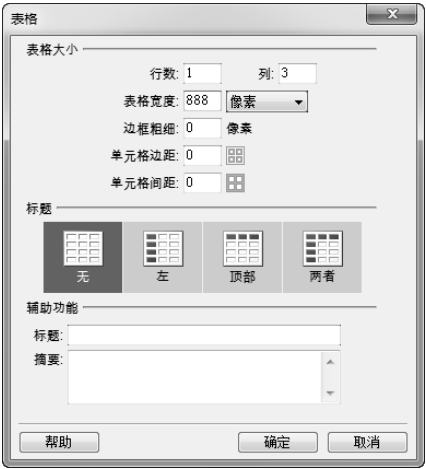 表格
表格大小
行数: 1 列: 3
表格宽度: 888 像素
边框粗细: 0 像素
单元格边距: 0
单元格间距: 0
标题
无 左 顶部 两者
辅助功能
标题:
摘要:
帮助 确定 取消